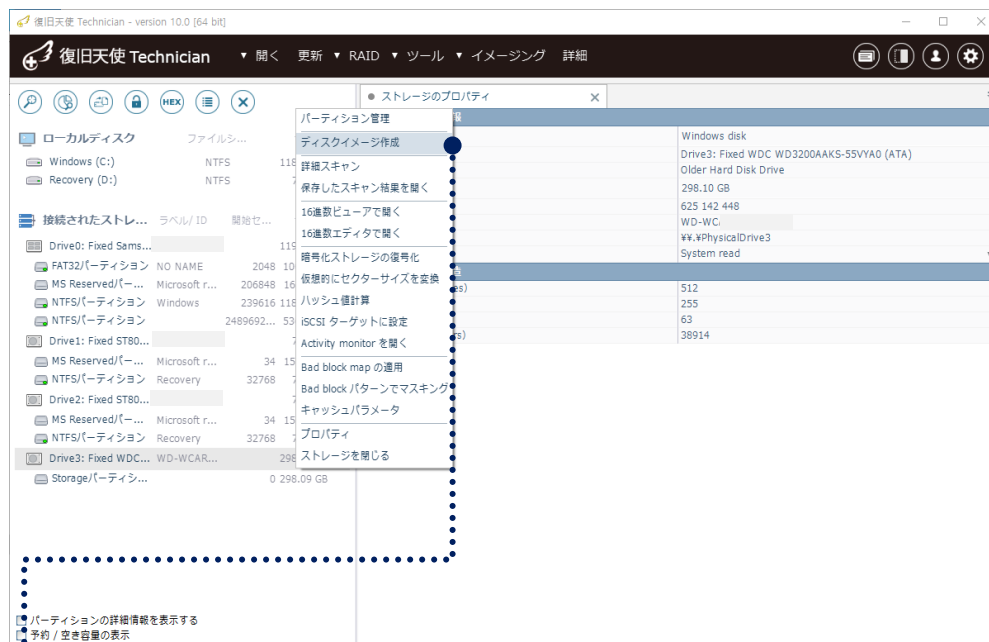 復旧天使 Technician - version 10.0 [64 bit]
復旧天使 Technician
▼ 開く 更新 ▼ RAID ▼ ツール ▼ イメージング 詳細
HEX
● ストレージのプロパティ
ローカルディスク ファイルシ...
Windows (C:) NTFS 118
Recovery (D:) NTFS
接続されたストレ... ラベル/ ID 開始セ...
Drive0: Fixed Sams... 119
FAT32パーティション NO NAME 2048 10
MS Reservedパー... Microsoft r... 206848 16
NTFSパーティション Windows 239616 118
NTFSパーティション 2489692... 53
Drive1: Fixed ST80...
MS Reservedパー... Microsoft r... 34 15
NTFSパーティション Recovery 32768
Drive2: Fixed ST80...
MS Reservedパー... Microsoft r... 34 15
NTFSパーティション Recovery 32768
Drive3: Fixed WDC... WD-WCAR... 298
Storageパーティシ... 0 298.09 GB
パーティションの詳細情報を表示する
予約 / 空き容量の表示
パーティション管理
ディスクイメージ作成
詳細スキャン
保存したスキャン結果を開く
16進数ビューアで開く
16進数エディタで開く
暗号化ストレージの復号化
仮想的にセクターサイズを変換
ハッシュ値計算
iSCSI ターゲットに設定
Activity monitor を開く
Bad block map の適用
Bad block パターンでマスキング
キャッシュパラメータ
プロパティ
ストレージを閉じる
報
Windows disk
Drive3: Fixed WDC WD3200AAKS-55VYA0 (ATA)
Older Hard Disk Drive
298.10 GB
625 142 448
WD-WC
¥¥.¥PhysicalDrive3
System read
es) 512
255
63
rs) 38914